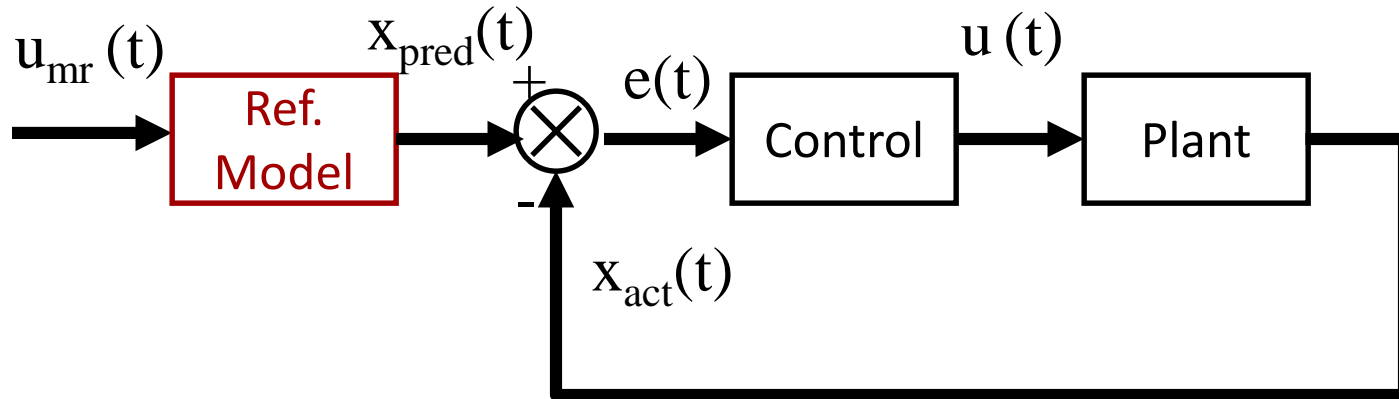 u_mr (t)
x_pred(t)
+
e(t)
u (t)
Ref.
Model
Control
Plant
-
x_act(t)